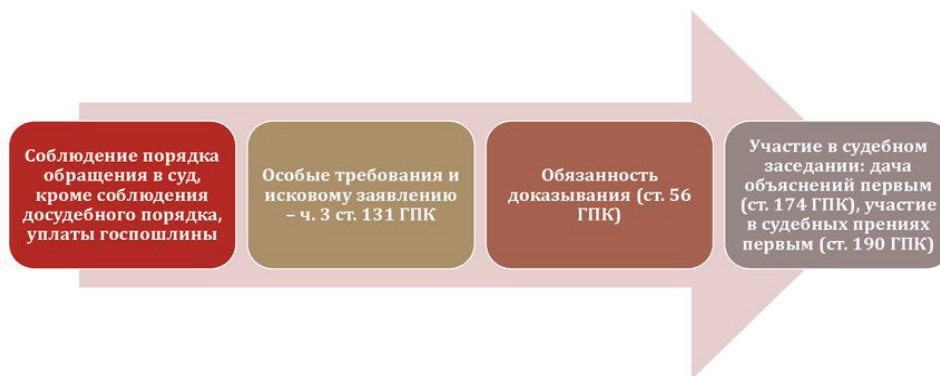 Соблюдение порядка
обращения в суд,
кроме соблюдения
досудебного порядка,
уплаты госпошлины
Особые требования и
исковому заявлению
– ч. 3 ст. 131 ГПК
Обязанность
доказывания (ст. 56
ГПК)
Участие в судебном
заседании: дача
объяснений первым
(ст. 174 ГПК), участие
в судебных прениях
первым (ст. 190 ГПК)